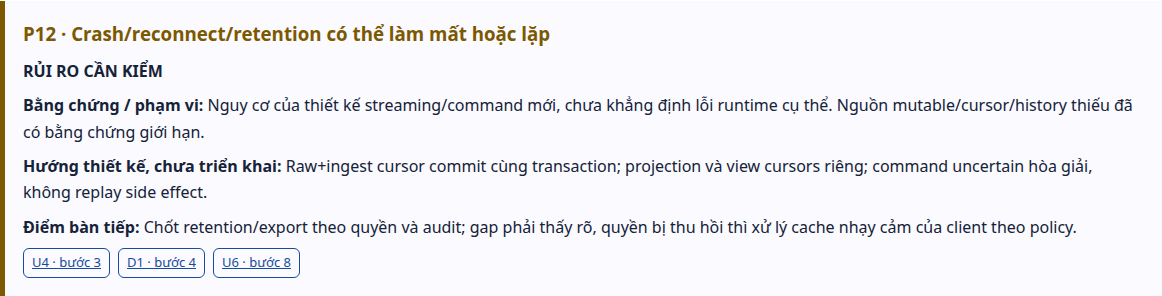 P12 · Crash/reconnect/retention có thể làm mất hoặc lặp
RỦI RO CẦN KIỂM
Bằng chứng / phạm vi: Nguy cơ của thiết kế streaming/command mới, chưa khẳng định lỗi runtime cụ thể. Nguồn mutable/cursor/history thiếu đã
có bằng chứng giới hạn.
Hướng thiết kế, chưa triển khai: Raw+ingest cursor commit cùng transaction; projection và view cursors riêng; command uncertain hòa giải,
không replay side effect.
Điểm bàn tiếp: Chốt retention/export theo quyền và audit; gap phải thấy rõ, quyền bị thu hồi thì xử lý cache nhạy cảm của client theo policy.
U4 · bước 3 D1 · bước 4 U6 · bước 8